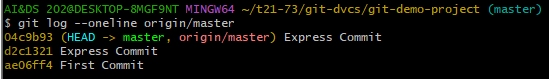 AI&DS 2020@DESKTOP-8MGF9NT MINGW64 ~/t21-73/git-dvcs/git-demo-project (master)
$ git log --oneline origin/master
04c9b93 (HEAD -> master, origin/master) Express Commit
d2c1321 Express Commit
ae06ff4 First Commit